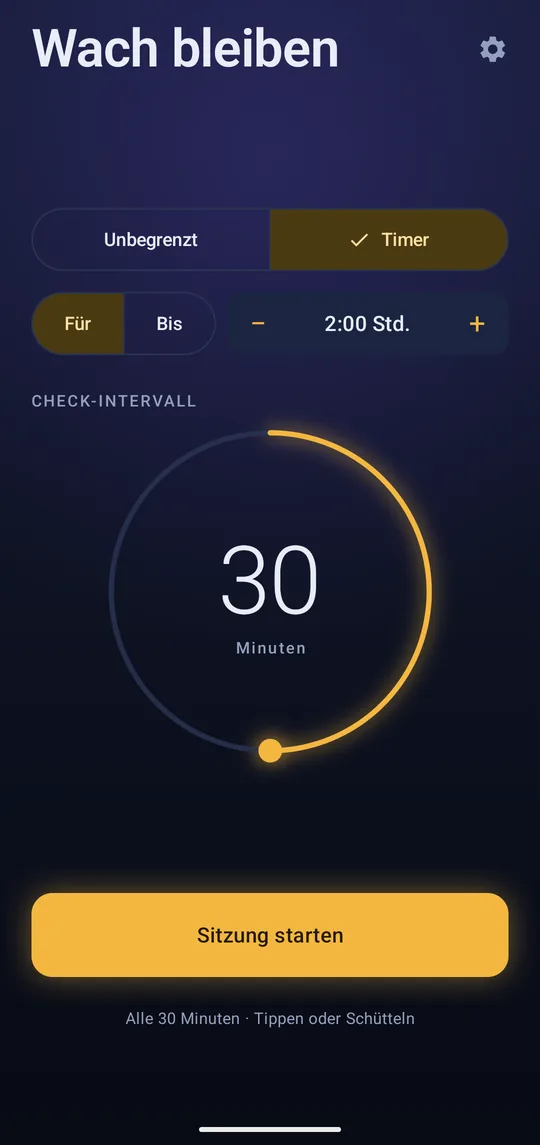 Wach bleiben
Unbegrenzt
Timer
Für
Bis
− 2:00 Std. +
CHECK-INTERVALL
30
Minuten
Sitzung starten
Alle 30 Minuten · Tippen oder Schütteln